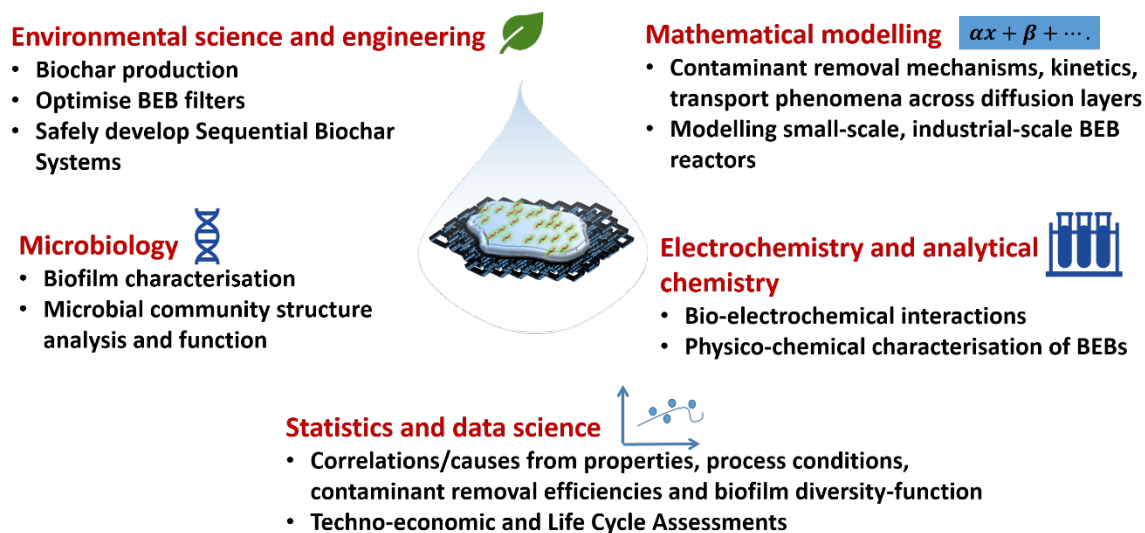 Environmental science and engineering
• Biochar production
• Optimise BEB filters
• Safely develop Sequential Biochar
Systems
Mathematical modelling
αx + β + ⋯.
• Contaminant removal mechanisms, kinetics,
transport phenomena across diffusion layers
• Modelling small-scale, industrial-scale BEB
reactors
Microbiology
• Biofilm characterisation
• Microbial community structure
analysis and function
Electrochemistry and analytical
chemistry
• Bio-electrochemical interactions
• Physico-chemical characterisation of BEBs
Statistics and data science
• Correlations/causes from properties, process conditions,
contaminant removal efficiencies and biofilm diversity-function
• Techno-economic and Life Cycle Assessments